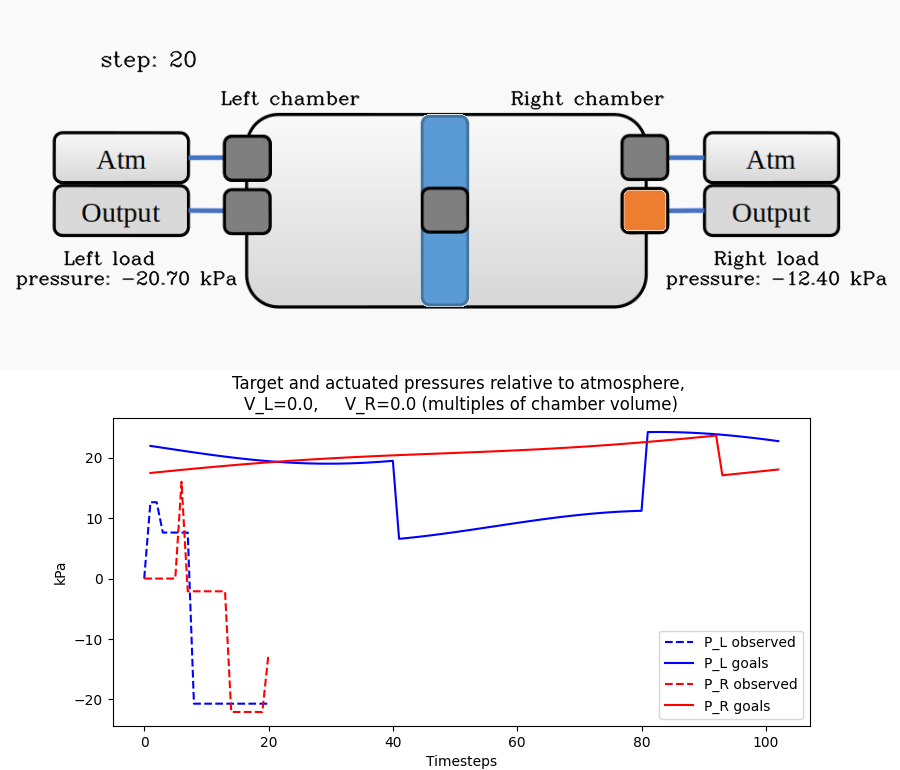 step: 20
Left chamber
Right chamber
Atm
Atm
Output
Output
Left load
pressure: −20.70 kPa
Right load
pressure: −12.40 kPa
Target and actuated pressures relative to atmosphere,
V_L=0.0,     V_R=0.0 (multiples of chamber volume)
kPa
20
10
0
−10
−20
P_L observed
P_L goals
P_R observed
P_R goals
0 20 40 60 80 100
Timesteps